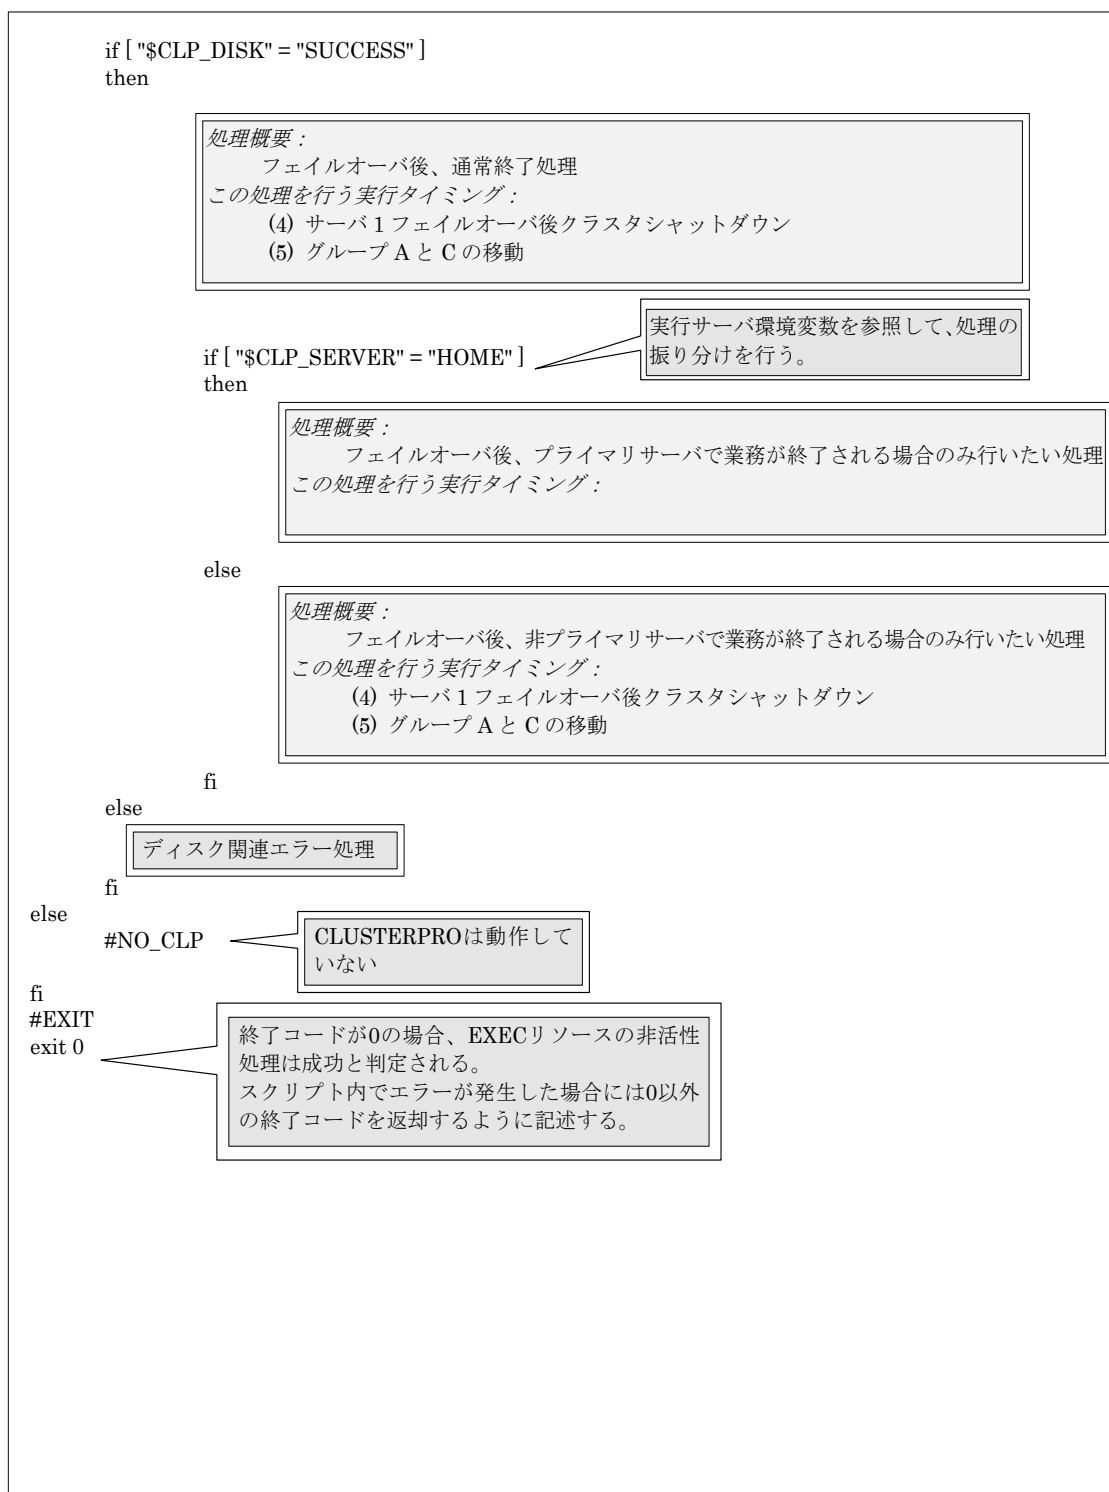 if [ "$CLP_DISK" = "SUCCESS" ]
then
処理概要：
フェイルオーバ後、通常終了処理
この処理を行う実行タイミング：
(4) サーバ 1 フェイルオーバ後クラスタシャットダウン
(5) グループ A と C の移動
実行サーバ環境変数を参照して、処理の
振り分けを行う。
if [ "$CLP_SERVER" = "HOME" ]
then
処理概要：
フェイルオーバ後、プライマリサーバで業務が終了される場合のみ行いたい処理
この処理を行う実行タイミング：
else
処理概要：
フェイルオーバ後、非プライマリサーバで業務が終了される場合のみ行いたい処理
この処理を行う実行タイミング：
(4) サーバ 1 フェイルオーバ後クラスタシャットダウン
(5) グループ A と C の移動
fi
else
ディスク関連エラー処理
fi
else
#NO_CLP
CLUSTERPROは動作して
いない
fi
#EXIT
exit 0
終了コードが0の場合、EXECリソースの非活性
処理は成功と判定される。
スクリプト内でエラーが発生した場合には0以外
の終了コードを返却するように記述する。